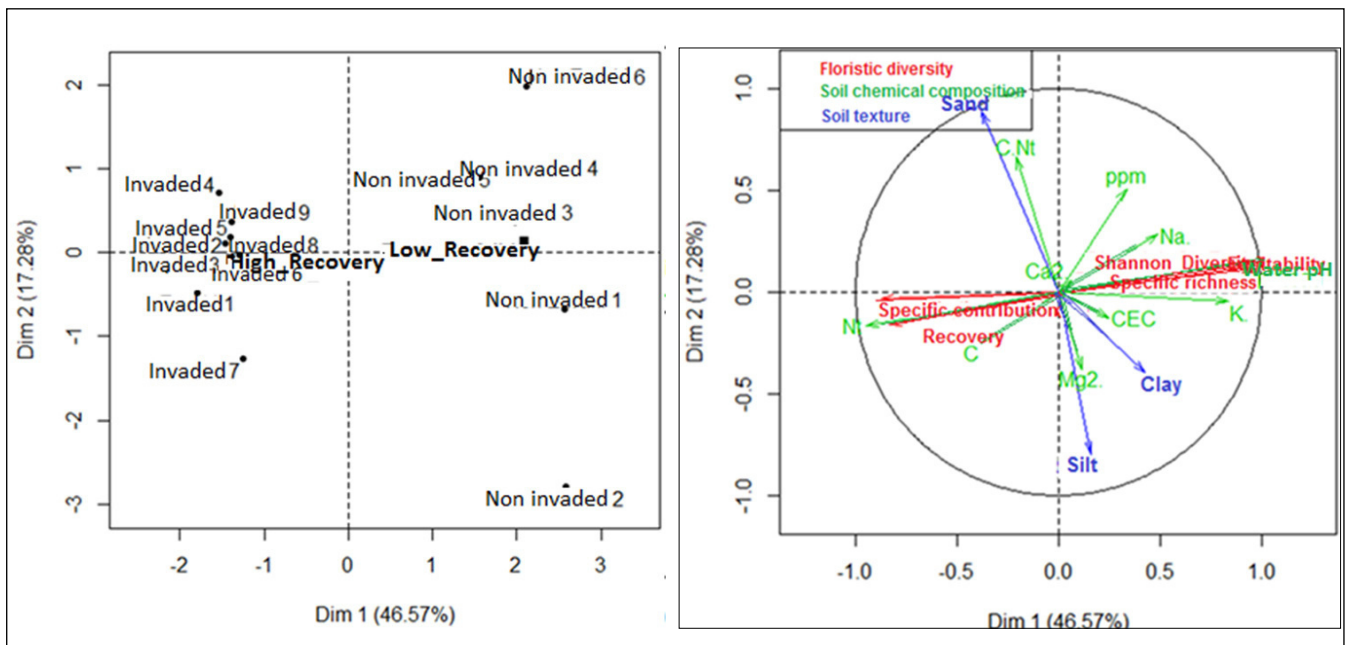 2
1
0
-1
-2
-3
Dim 2 (17.28%)
Non invaded 6
Non invaded 4
Non invaded 5
Non invaded 3
Invaded 4
Invaded 9
Invaded 5
Invaded 2
Invaded 8
Invaded 3
High_Recovery
Low_Recovery
Invaded 6
Invaded 1
Non invaded 1
Invaded 7
Non invaded 2
-2
-1
0
1
2
3
Dim 1 (46.57%)
Floristic diversity
Soil chemical composition
Soil texture
1.0
0.5
0.0
-0.5
-1.0
Dim 2 (17.28%)
Sand
C.Nt
ppm
Na.
Ca2
Shannon Diversity
Water pH
Specific richness
K.
Specific contribution
CEC
Nt
Recovery
C
Mg2.
Clay
Silt
-1.0
-0.5
0.0
0.5
1.0
Dim 1 (46.57%)